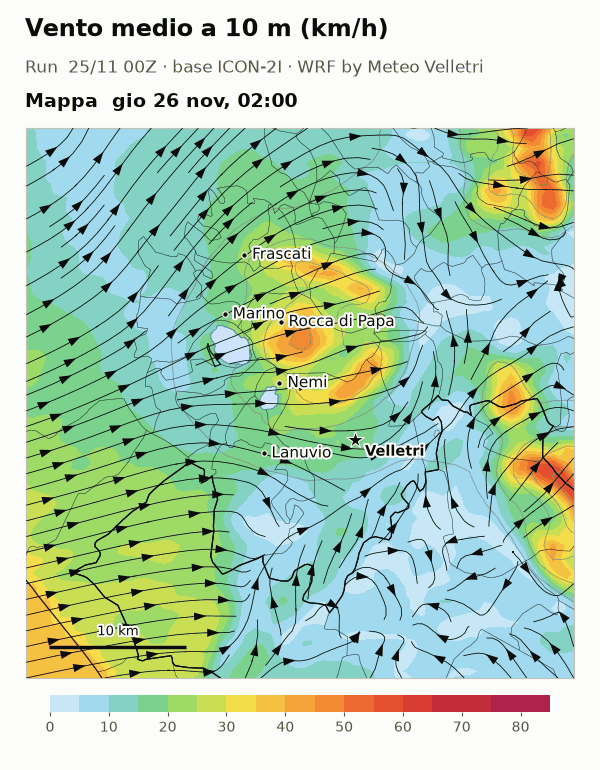 Vento medio a 10 m (km/h)
Run  25/11 00Z · base ICON-2I · WRF by Meteo Velletri
Mappa  gio 26 nov, 02:00
Frascati
Marino
Rocca di Papa
Nemi
Lanuvio
Velletri
10 km
0 10 20 30 40 50 60 70 80